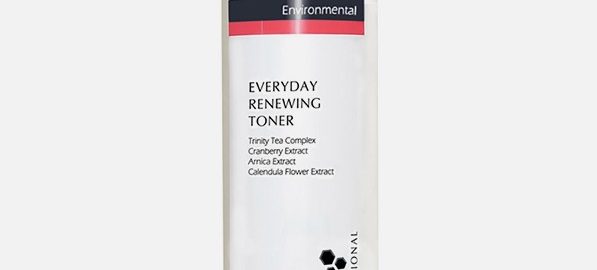 Environmental
EVERYDAY
RENEWING
TONER
Trinity Tea Complex
Cranberry Extract
Arnica Extract
Calendula Flower Extract